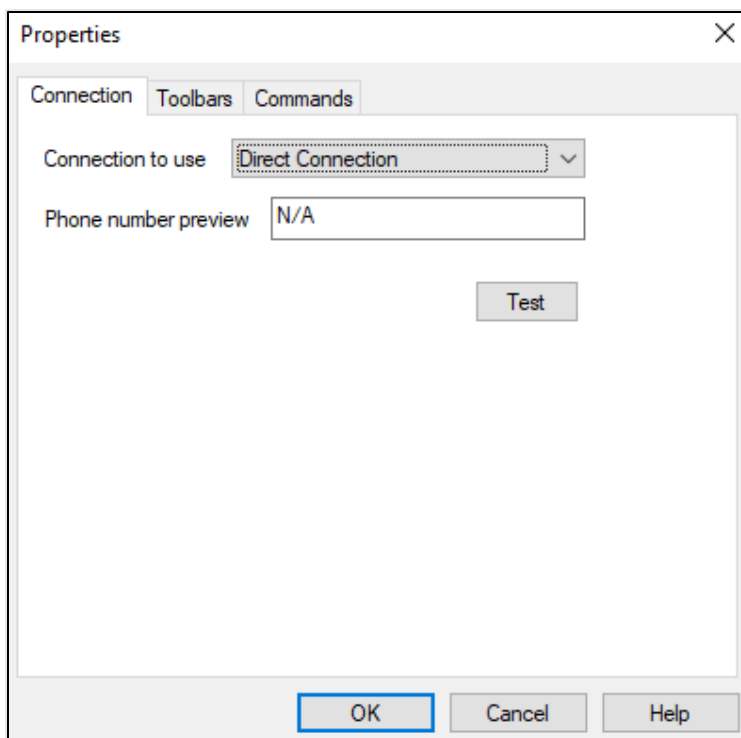 Properties
Connection Toolbars Commands
Connection to use Direct Connection
Phone number preview N/A
Test
OK Cancel Help